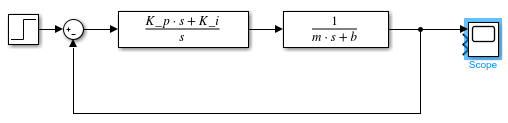 K_p · s + K_i
s
1
m · s + b
+
-
Scope